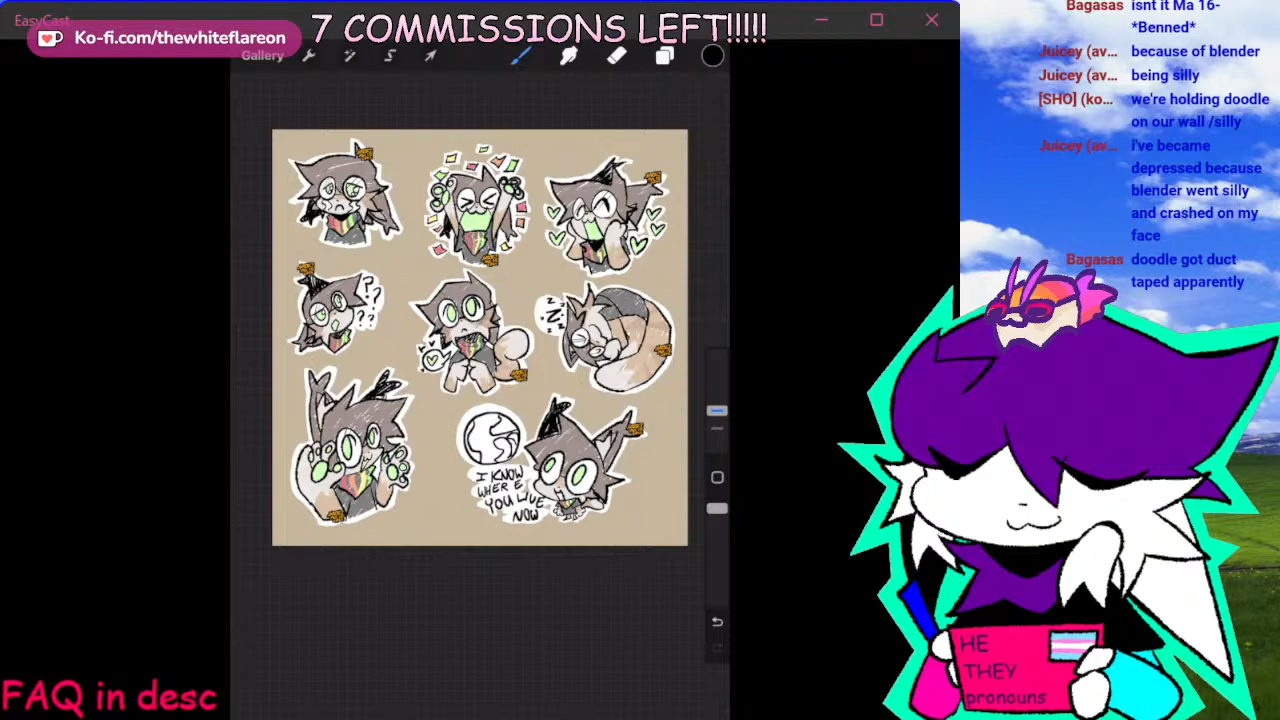 EasyCast
Ko-fi.com/thewhiteflareon
7 COMMISSIONS LEFT!!!!!
Gallery
? ? ? ?
z z Z z z
I KNOW
WHERE
YOU LIVE
NOW
Bagasas isnt it Ma 16-
*Benned*
Juicey (av... because of blender
Juicey (av... being silly
[SHO] (ko... we're holding doodle
on our wall /silly
Juicey (av... i've became
depressed because
blender went silly
and crashed on my
face
Bagasas doodle got duct
taped apparently
HE
THEY
pronouns
FAQ in desc